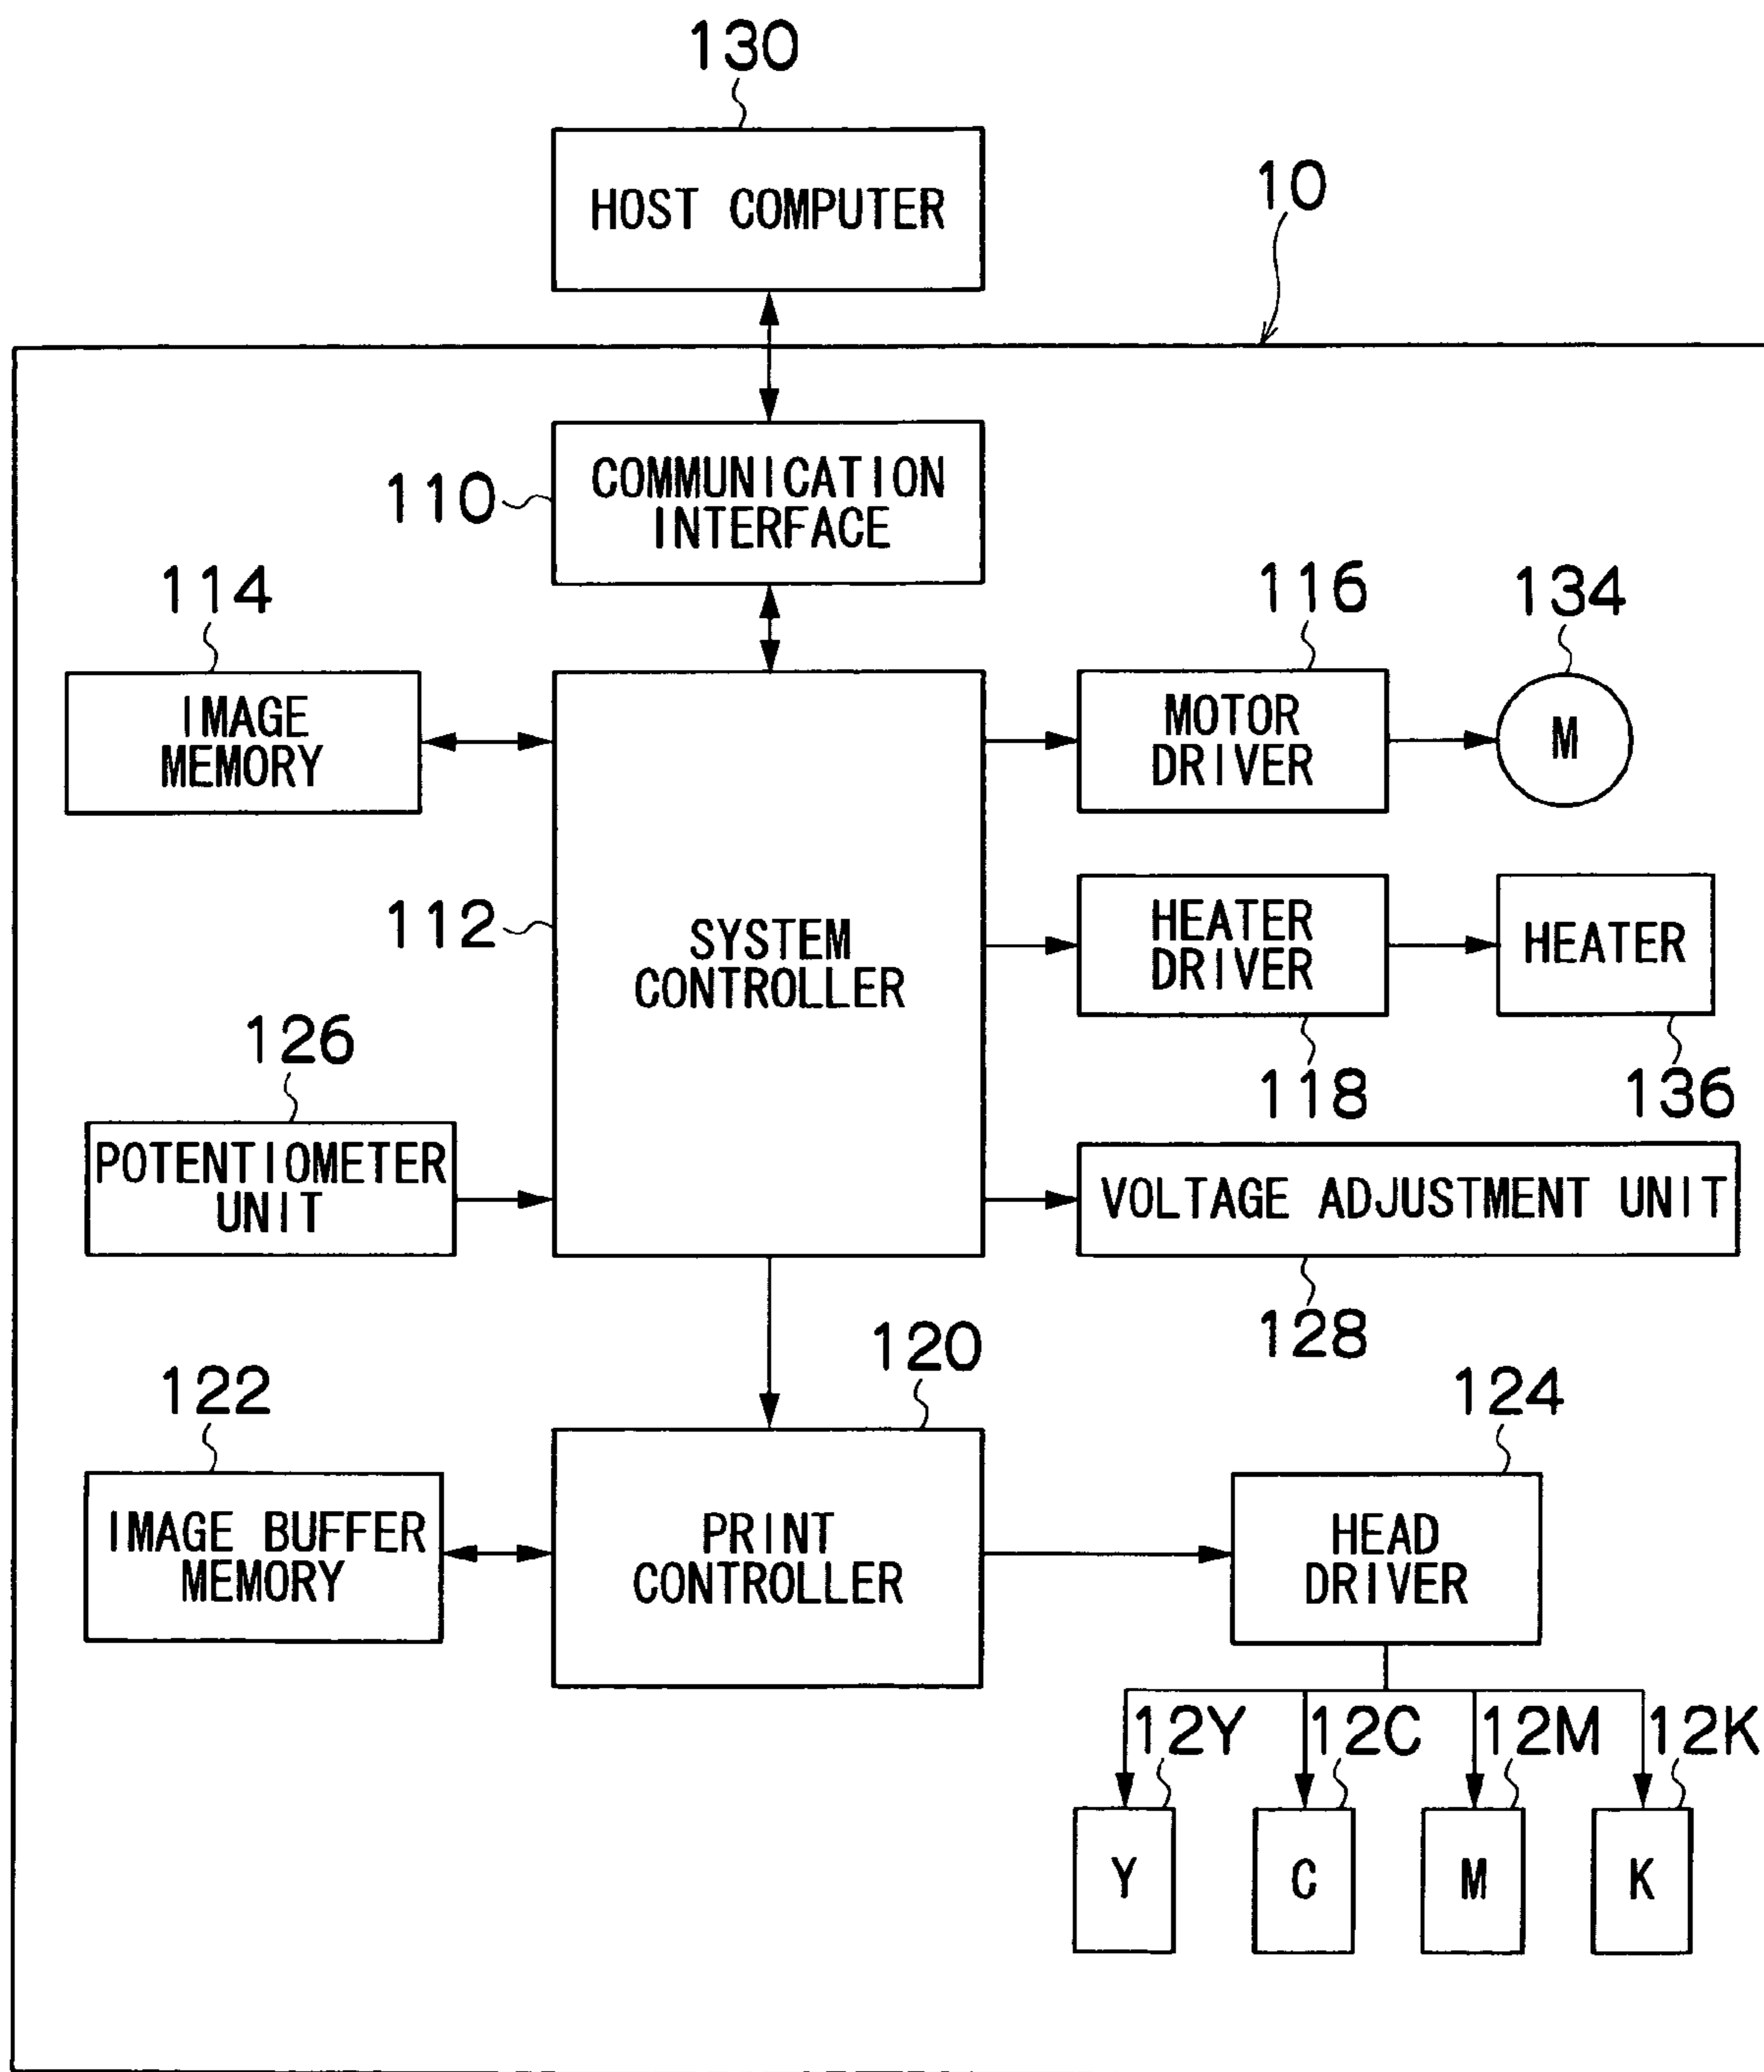 130
HOST COMPUTER
10
110
COMMUNICATION
INTERFACE
114
IMAGE
MEMORY
116
MOTOR
DRIVER
134
M
112
SYSTEM
CONTROLLER
HEATER
DRIVER
118
HEATER
136
126
POTENTIOMETER
UNIT
VOLTAGE ADJUSTMENT UNIT
128
122
IMAGE BUFFER
MEMORY
120
PRINT
CONTROLLER
124
HEAD
DRIVER
12Y
12C
12M
12K
Y
C
M
K